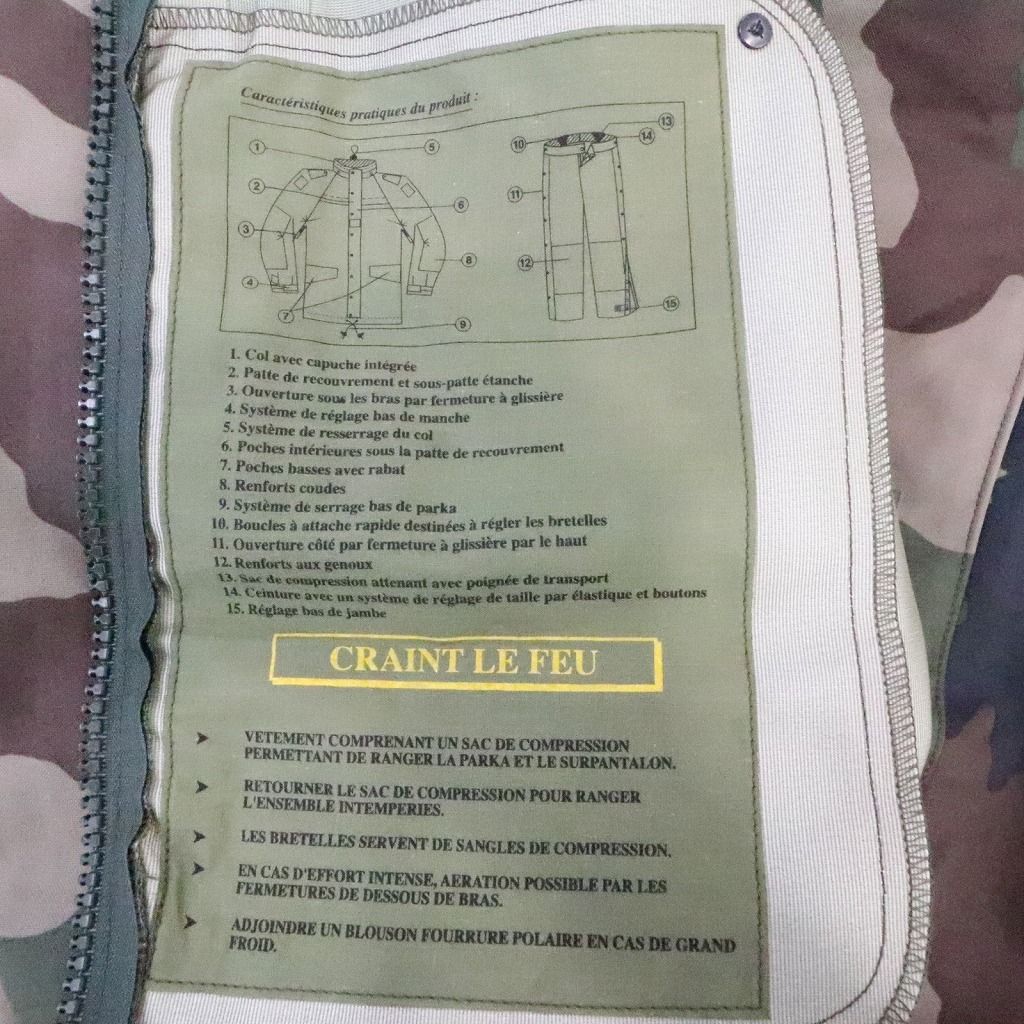 Caractéristiques pratiques du produit :
1 5 10 13 14
2 6 11
3 8 12
4 7 9 15
1. Col avec capuche intégrée
2. Patte de recouvrement et sous-patte étanche
3. Ouverture sous les bras par fermeture à glissière
4. Système de réglage bas de manche
5. Système de resserrage du col
6. Poches intérieures sous la patte de recouvrement
7. Poches basses avec rabat
8. Renforts coudes
9. Système de serrage bas de parka
10. Boucles à attache rapide destinées à régler les bretelles
11. Ouverture côté par fermeture à glissière par le haut
12. Renforts aux genoux
13. Sac de compression attenant avec poignée de transport
14. Ceinture avec un système de réglage de taille par élastique et boutons
15. Réglage bas de jambe
CRAINT LE FEU
➤ VETEMENT COMPRENANT UN SAC DE COMPRESSION
PERMETTANT DE RANGER LA PARKA ET LE SURPANTALON.
➤ RETOURNER LE SAC DE COMPRESSION POUR RANGER
L'ENSEMBLE INTEMPERIES.
➤ LES BRETELLES SERVENT DE SANGLES DE COMPRESSION.
➤ EN CAS D'EFFORT INTENSE, AERATION POSSIBLE PAR LES
FERMETURES DE DESSOUS DE BRAS.
➤ ADJOINDRE UN BLOUSON FOURRURE POLAIRE EN CAS DE GRAND
FROID.